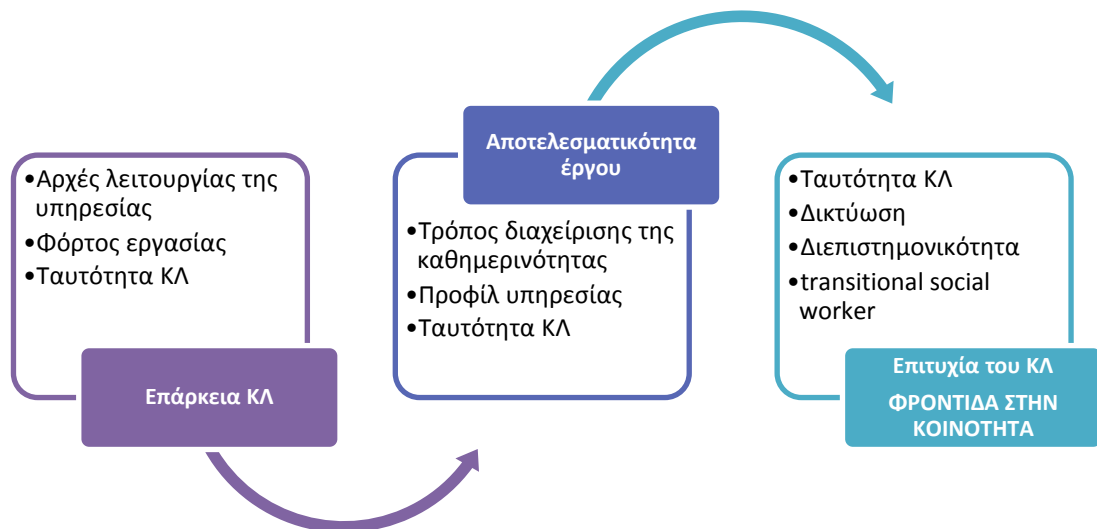 •Αρχές λειτουργίας της
υπηρεσίας
•Φόρτος εργασίας
•Ταυτότητα ΚΛ
Επάρκεια ΚΛ
Αποτελεσματικότητα
έργου
•Τρόπος διαχείρισης της
καθημερινότητας
•Προφίλ υπηρεσίας
•Ταυτότητα ΚΛ
•Ταυτότητα ΚΛ
•Δικτύωση
•Διεπιστημονικότητα
•transitional social
worker
Επιτυχία του ΚΛ
ΦΡΟΝΤΙΔΑ ΣΤΗΝ
ΚΟΙΝΟΤΗΤΑ